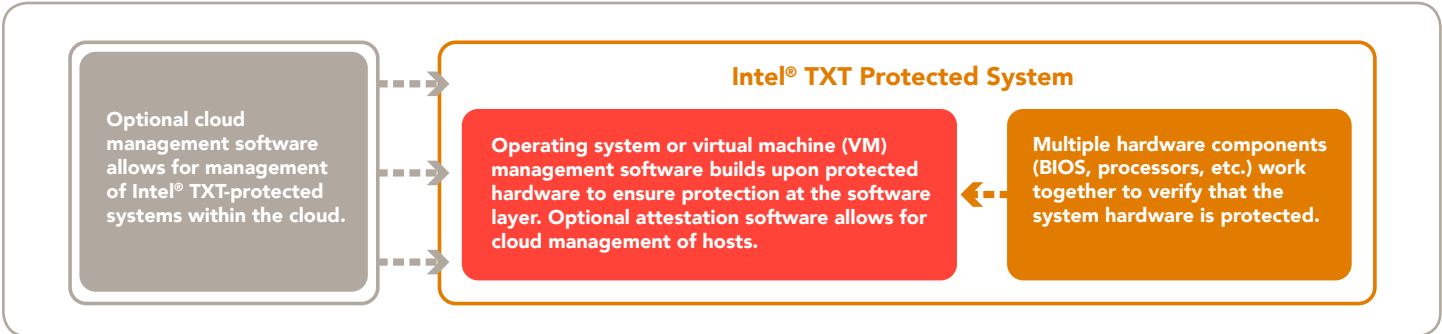 Intel® TXT Protected System
Optional cloud
management software
allows for management
of Intel® TXT-protected
systems within the cloud.
Operating system or virtual machine (VM)
management software builds upon protected
hardware to ensure protection at the software
layer. Optional attestation software allows for
cloud management of hosts.
Multiple hardware components
(BIOS, processors, etc.) work
together to verify that the
system hardware is protected.